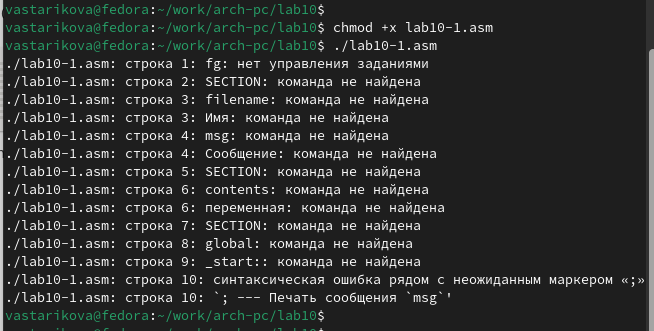 vastarikova@fedora:~/work/arch-pc/lab10$
vastarikova@fedora:~/work/arch-pc/lab10$ chmod +x lab10-1.asm
vastarikova@fedora:~/work/arch-pc/lab10$ ./lab10-1.asm
./lab10-1.asm: строка 1: fg: нет управления заданиями
./lab10-1.asm: строка 2: SECTION: команда не найдена
./lab10-1.asm: строка 3: filename: команда не найдена
./lab10-1.asm: строка 3: Имя: команда не найдена
./lab10-1.asm: строка 4: msg: команда не найдена
./lab10-1.asm: строка 4: Сообщение: команда не найдена
./lab10-1.asm: строка 5: SECTION: команда не найдена
./lab10-1.asm: строка 6: contents: команда не найдена
./lab10-1.asm: строка 6: переменная: команда не найдена
./lab10-1.asm: строка 7: SECTION: команда не найдена
./lab10-1.asm: строка 8: global: команда не найдена
./lab10-1.asm: строка 9: _start:: команда не найдена
./lab10-1.asm: строка 10: синтаксическая ошибка рядом с неожиданным маркером «;»
./lab10-1.asm: строка 10: `; --- Печать сообщения `msg`'
vastarikova@fedora:~/work/arch-pc/lab10$